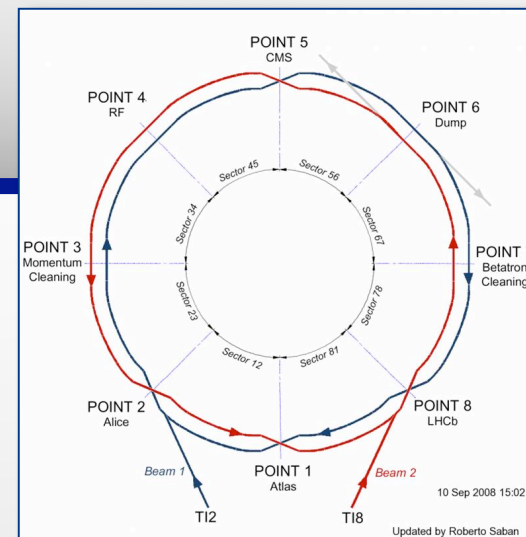 POINT 5
CMS
POINT 4
RF
POINT 6
Dump
Sector 45
Sector 56
Sector 34
Sector 67
POINT 3
Momentum
Cleaning
POINT
Betatron
Cleaning
Sector 23
Sector 78
Sector 12
Sector 81
POINT 2
Alice
POINT 8
LHCb
POINT 1
Atlas
Beam 1
Beam 2
10 Sep 2008 15:02
TI2
TI8
Updated by Roberto Saban